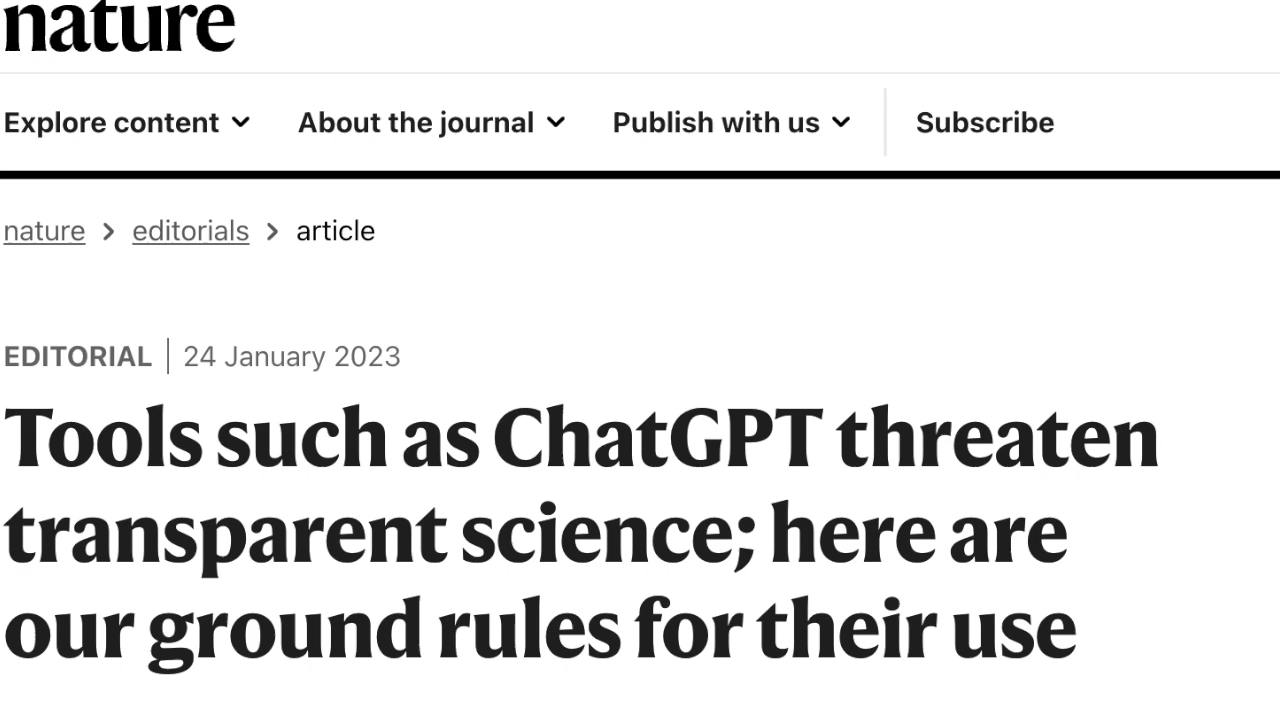 nature
Explore content About the journal Publish with us Subscribe
nature > editorials > article
EDITORIAL | 24 January 2023
Tools such as ChatGPT threaten
transparent science; here are
our ground rules for their use